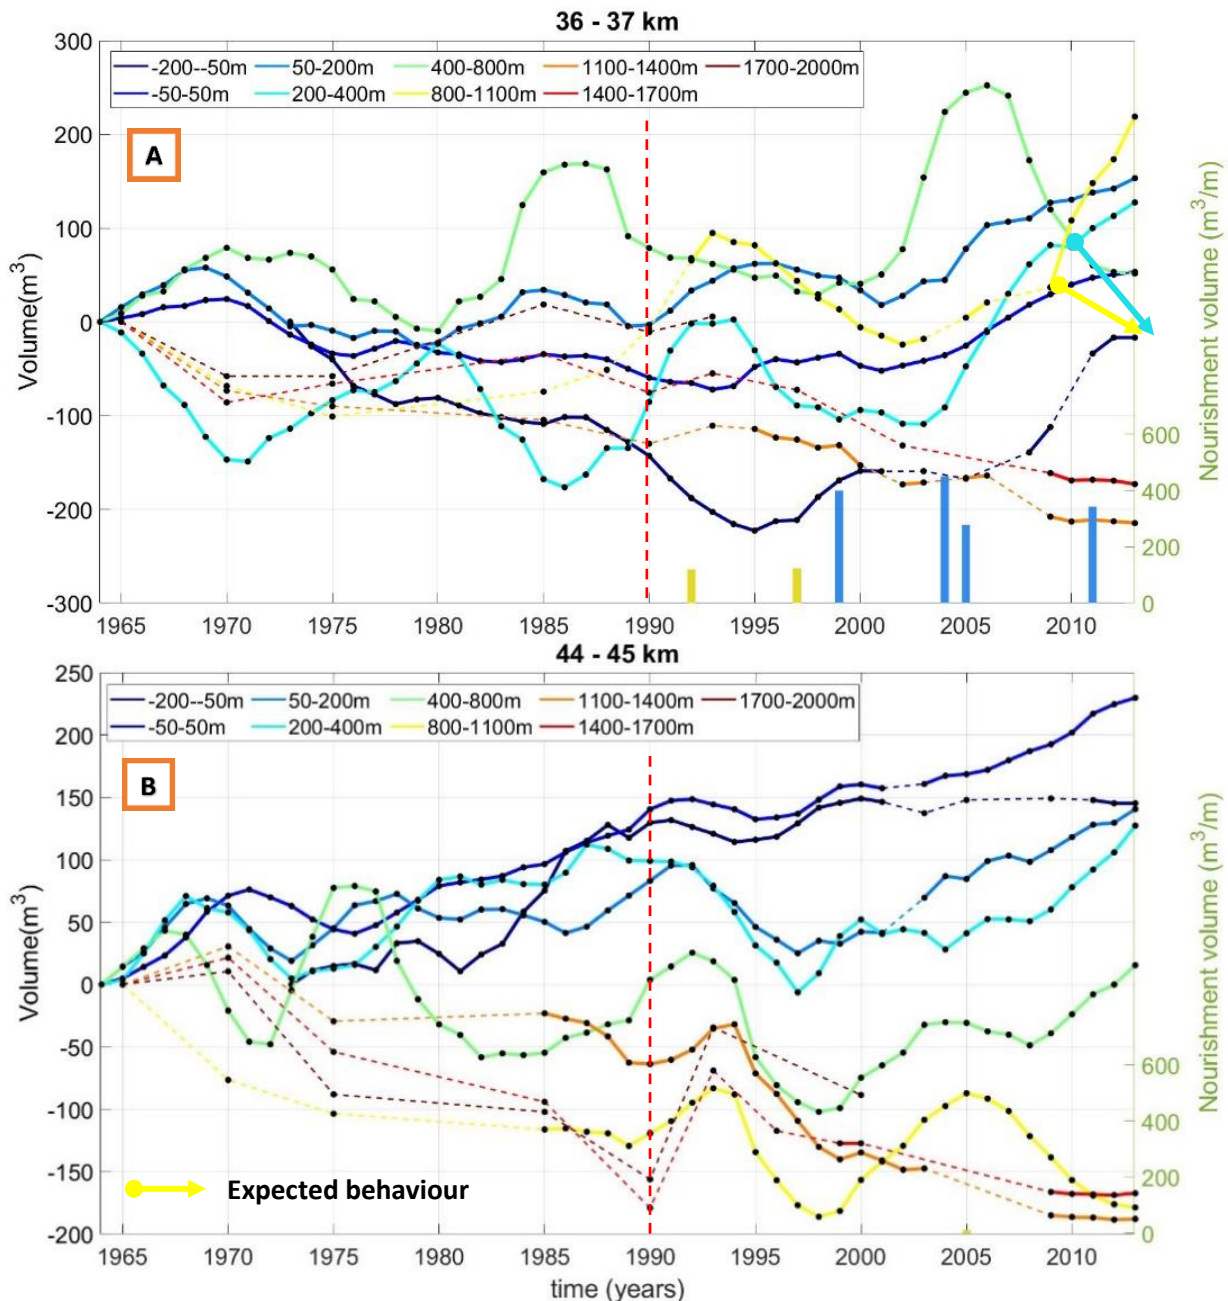 36 - 37 km
-200--50m 50-200m 400-800m 1100-1400m 1700-2000m
-50-50m 200-400m 800-1100m 1400-1700m
A
300
200
100
0
-100
-200
-300
Volume(m³)
600
400
200
0
Nourishment volume (m³/m)
1965 1970 1975 1980 1985 1990 1995 2000 2005 2010
44 - 45 km
-200--50m 50-200m 400-800m 1100-1400m 1700-2000m
-50-50m 200-400m 800-1100m 1400-1700m
B
250
200
150
100
50
0
-50
-100
-150
-200
Volume(m³)
600
400
200
0
Nourishment volume (m³/m)
Expected behaviour
1965 1970 1975 1980 1985 1990 1995 2000 2005 2010
time (years)